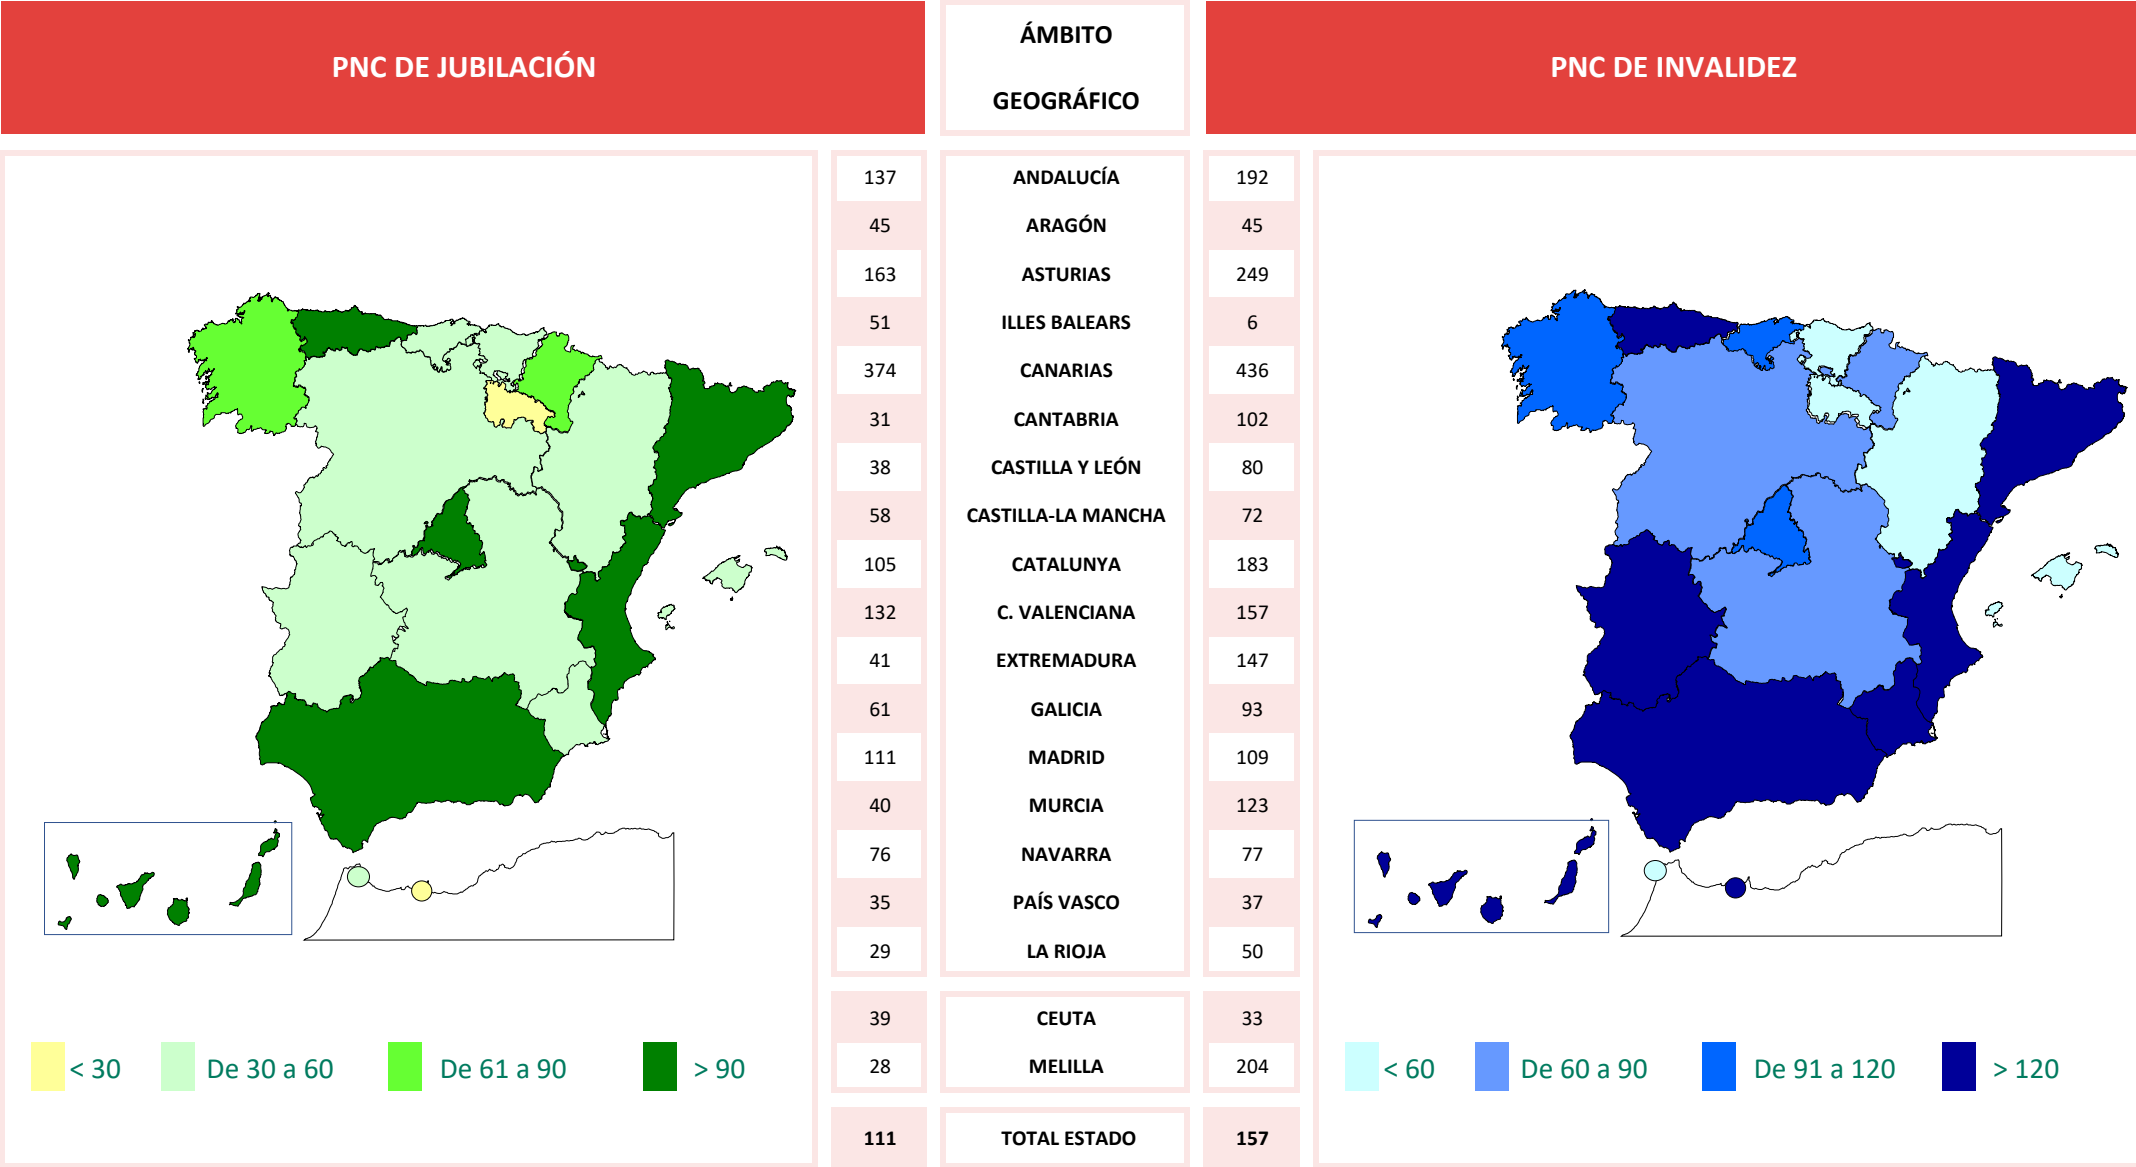 PNC DE JUBILACIÓN
ÁMBITO
GEOGRÁFICO
PNC DE INVALIDEZ
137 ANDALUCÍA 192
45 ARAGÓN 45
163 ASTURIAS 249
51 ILLES BALEARS 6
374 CANARIAS 436
31 CANTABRIA 102
38 CASTILLA Y LEÓN 80
58 CASTILLA-LA MANCHA 72
105 CATALUNYA 183
132 C. VALENCIANA 157
41 EXTREMADURA 147
61 GALICIA 93
111 MADRID 109
40 MURCIA 123
76 NAVARRA 77
35 PAÍS VASCO 37
29 LA RIOJA 50
39 CEUTA 33
28 MELILLA 204
111 TOTAL ESTADO 157
< 30 De 30 a 60 De 61 a 90 > 90
< 60 De 60 a 90 De 91 a 120 > 120